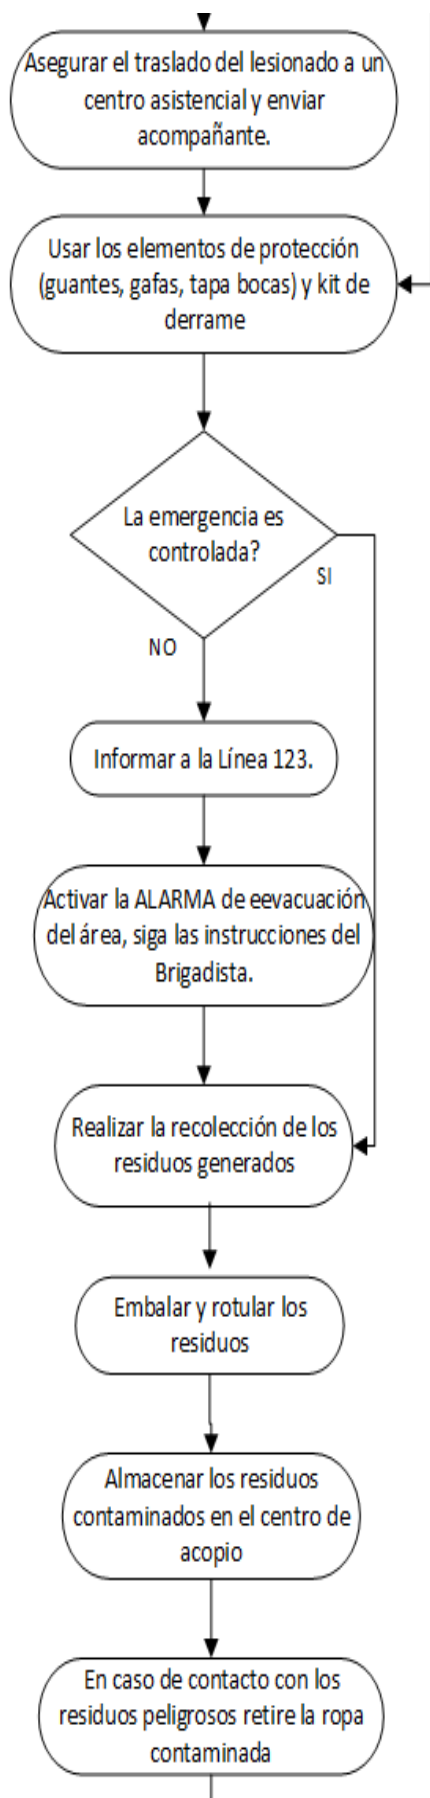 Asegurar el traslado del lesionado a un
centro asistencial y enviar
acompañante.
Usar los elementos de protección
(guantes, gafas, tapa bocas) y kit de
derrame
La emergencia es
controlada?
SI
NO
Informar a la Línea 123.
Activar la ALARMA de eevacuación
del área, siga las instrucciones del
Brigadista.
Realizar la recolección de los
residuos generados
Embalar y rotular los
residuos
Almacenar los residuos
contaminados en el centro de
acopio
En caso de contacto con los
residuos peligrosos retire la ropa
contaminada